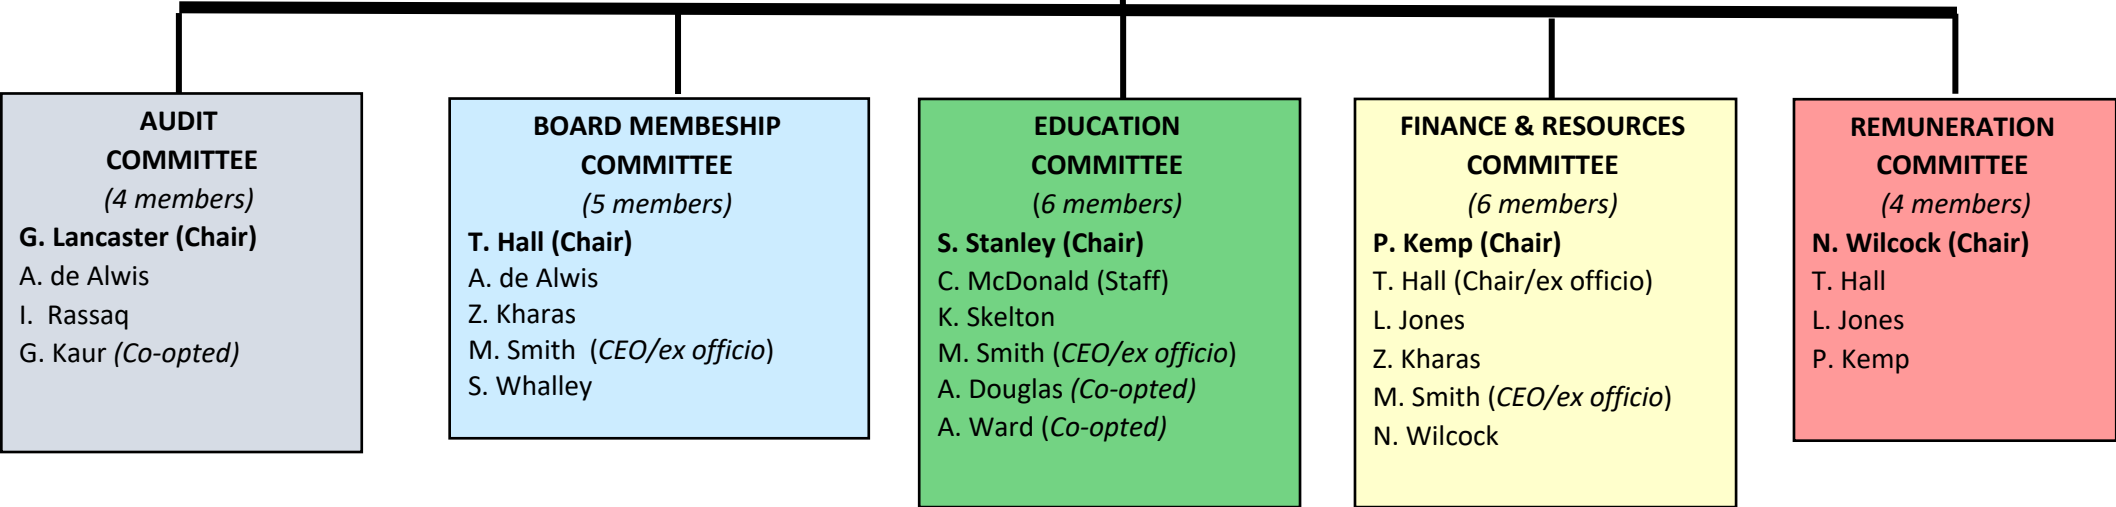 AUDIT
COMMITTEE
(4 members)
G. Lancaster (Chair)
A. de Alwis
I. Rassaq
G. Kaur (Co-opted)
BOARD MEMBESHIP
COMMITTEE
(5 members)
T. Hall (Chair)
A. de Alwis
Z. Kharas
M. Smith (CEO/ex officio)
S. Whalley
EDUCATION
COMMITTEE
(6 members)
S. Stanley (Chair)
C. McDonald (Staff)
K. Skelton
M. Smith (CEO/ex officio)
A. Douglas (Co-opted)
A. Ward (Co-opted)
FINANCE & RESOURCES
COMMITTEE
(6 members)
P. Kemp (Chair)
T. Hall (Chair/ex officio)
L. Jones
Z. Kharas
M. Smith (CEO/ex officio)
N. Wilcock
REMUNERATION
COMMITTEE
(4 members)
N. Wilcock (Chair)
T. Hall
L. Jones
P. Kemp